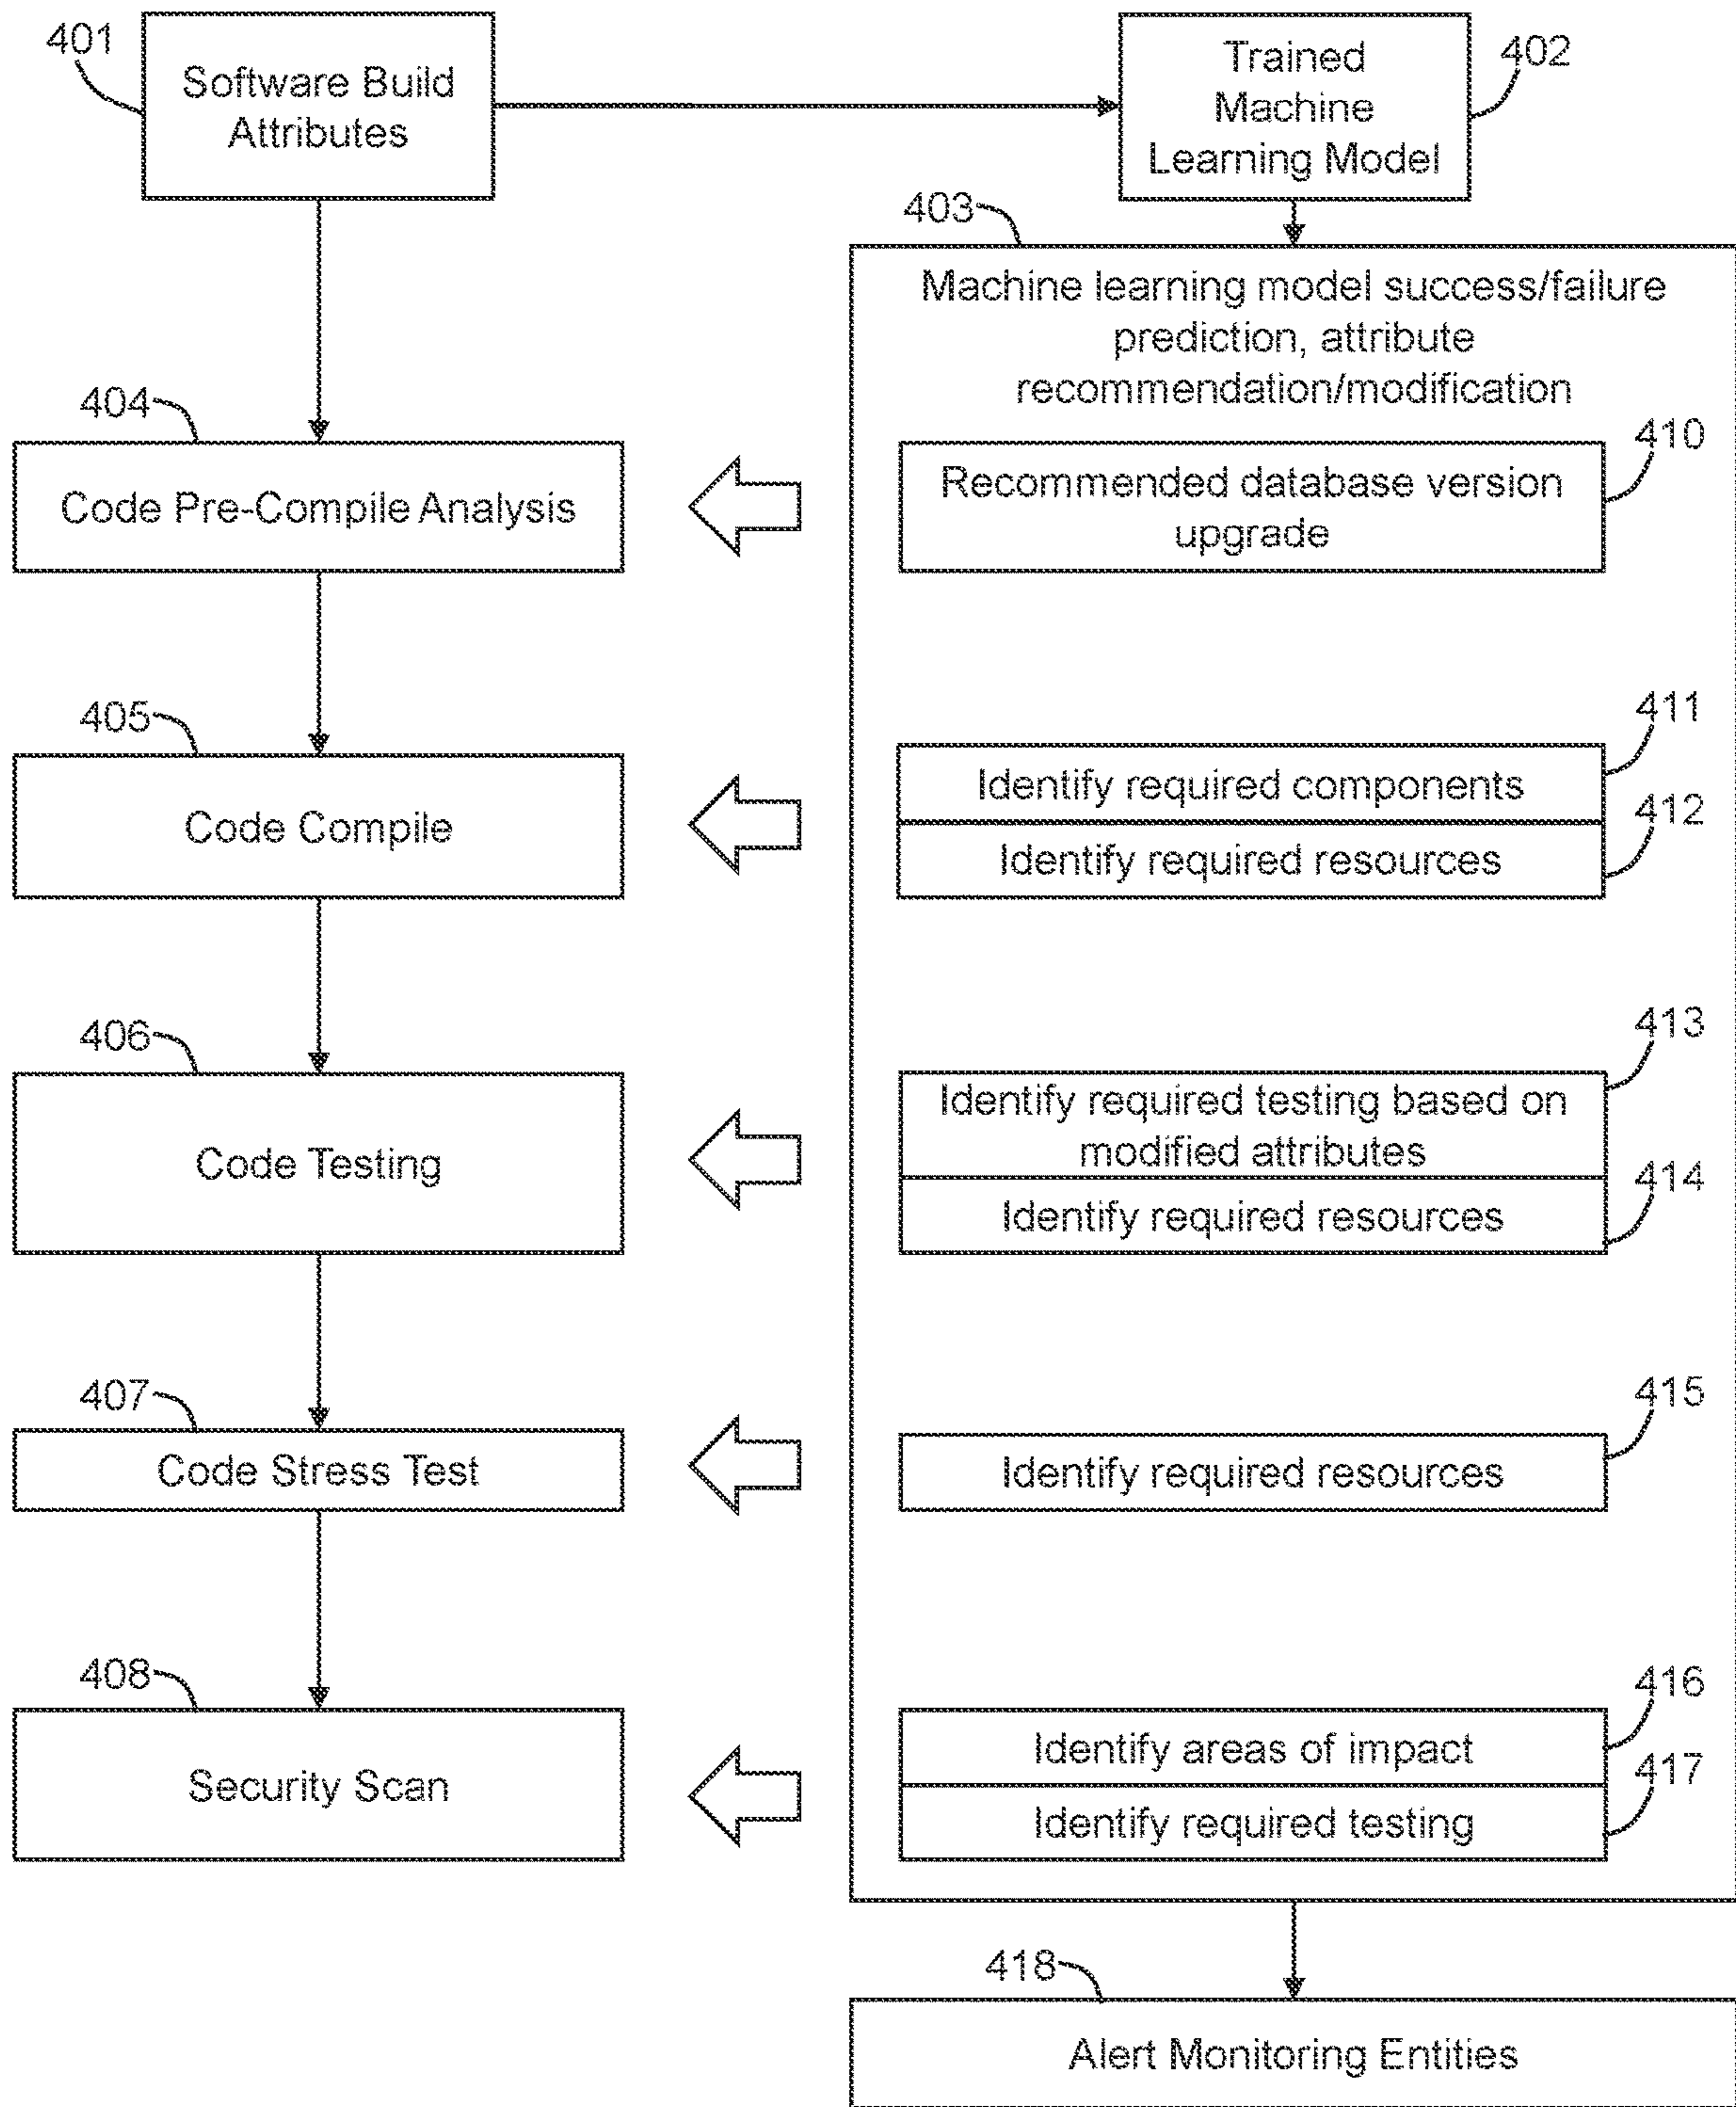 401
Software Build
Attributes
Trained
Machine
Learning Model
402
403
Machine learning model success/failure
prediction, attribute
recommendation/modification
404
Code Pre-Compile Analysis
410
Recommended database version
upgrade
405
Code Compile
411
Identify required components
412
Identify required resources
406
Code Testing
413
Identify required testing based on
modified attributes
414
Identify required resources
407
Code Stress Test
415
Identify required resources
408
Security Scan
416
Identify areas of impact
417
Identify required testing
418
Alert Monitoring Entities